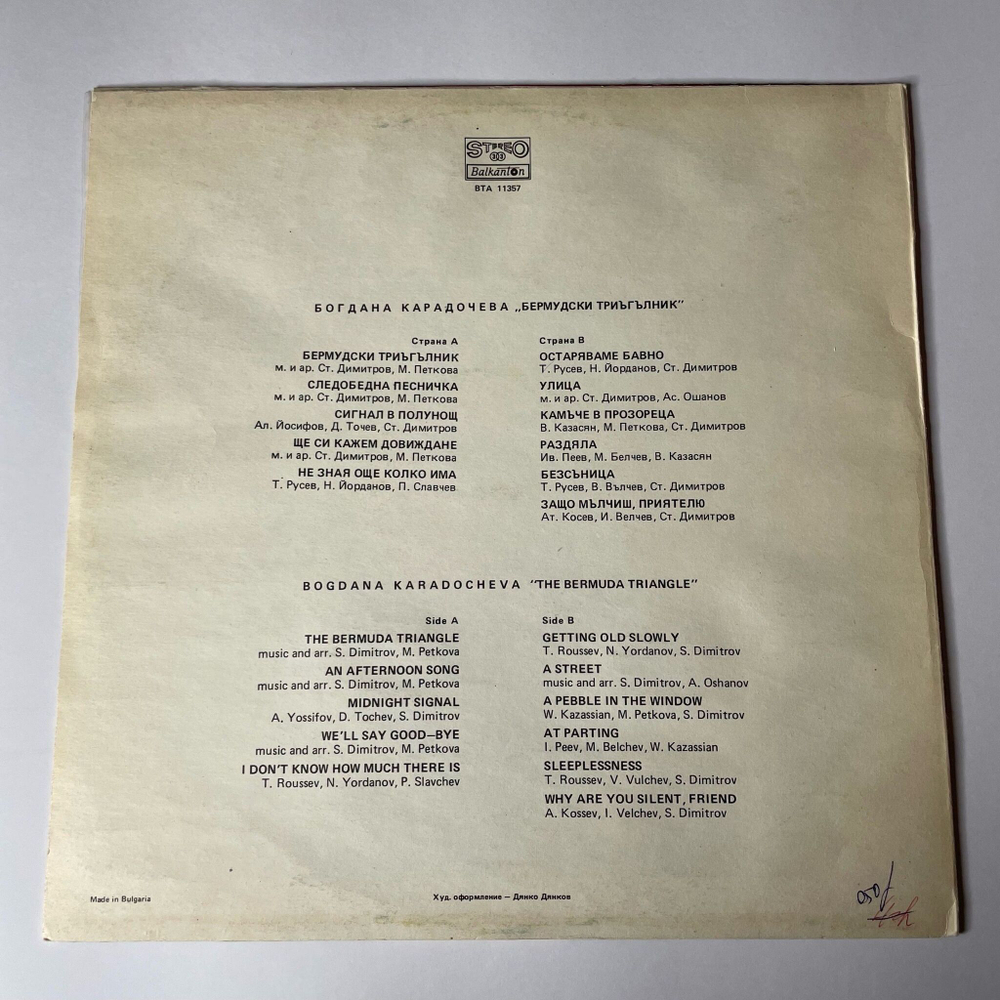 STEREO
33
Balkanton
BTA 11357
БОГДАНА КАРАДОЧЕВА „БЕРМУДСКИ ТРИЪГЪЛНИК”
Страна А
БЕРМУДСКИ ТРИЪГЪЛНИК
м. и ар. Ст. Димитров, М. Петкова
СЛЕДОБЕДНА ПЕСНИЧКА
м. и ар. Ст. Димитров, М. Петкова
СИГНАЛ В ПОЛУНОЩ
Ал. Йосифов, Д. Точев, Ст. Димитров
ЩЕ СИ КАЖЕМ ДОВИЖДАНЕ
м. и ар. Ст. Димитров, М. Петкова
НЕ ЗНАЯ ОЩЕ КОЛКО ИМА
Т. Русев, Н. Йорданов, П. Славчев
Страна В
ОСТАРЯВАМЕ БАВНО
Т. Русев, Н. Йорданов, Ст. Димитров
УЛИЦА
м. и ар. Ст. Димитров, Ас. Ошанов
КАМЪЧЕ В ПРОЗОРЕЦА
В. Казасян, М. Петкова, Ст. Димитров
РАЗДЯЛА
Ив. Пеев, М. Белчев, В. Казасян
БЕЗСЪНИЦА
Т. Русев, В. Вълчев, Ст. Димитров
ЗАЩО МЪЛЧИШ, ПРИЯТЕЛЮ
Ат. Косев, И. Велчев, Ст. Димитров
BOGDANA KARADOCHEVA “THE BERMUDA TRIANGLE”
Side A
THE BERMUDA TRIANGLE
music and arr. S. Dimitrov, M. Petkova
AN AFTERNOON SONG
music and arr. S. Dimitrov, M. Petkova
MIDNIGHT SIGNAL
A. Yossifov, D. Tochev, S. Dimitrov
WE'LL SAY GOOD—BYE
music and arr. S. Dimitrov, M. Petkova
I DON'T KNOW HOW MUCH THERE IS
T. Roussev, N. Yordanov, P. Slavchev
Side B
GETTING OLD SLOWLY
T. Roussev, N. Yordanov, S. Dimitrov
A STREET
music and arr. S. Dimitrov, A. Oshanov
A PEBBLE IN THE WINDOW
W. Kazassian, M. Petkova, S. Dimitrov
AT PARTING
I. Peev, M. Belchev, W. Kazassian
SLEEPLESSNESS
T. Roussev, V. Vulchev, S. Dimitrov
WHY ARE YOU SILENT, FRIEND
A. Kossev, I. Velchev, S. Dimitrov
Made in Bulgaria
Худ. оформление — Дянко Дянков